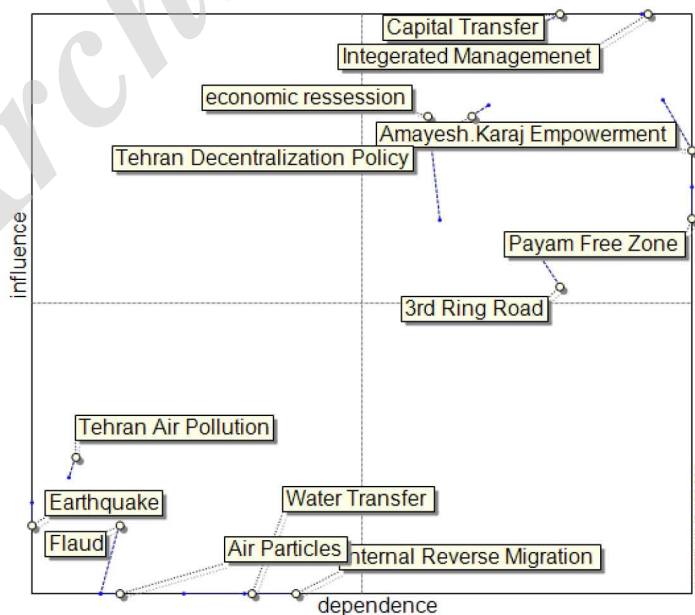 Capital Transfer
Integerated Managemenet
economic ressession
Amayesh.Karaj Empowerment
Tehran Decentralization Policy
influence
Payam Free Zone
3rd Ring Road
Tehran Air Pollution
Earthquake
Water Transfer
Flaud
Air Particles
nternal Reverse Migration
dependence